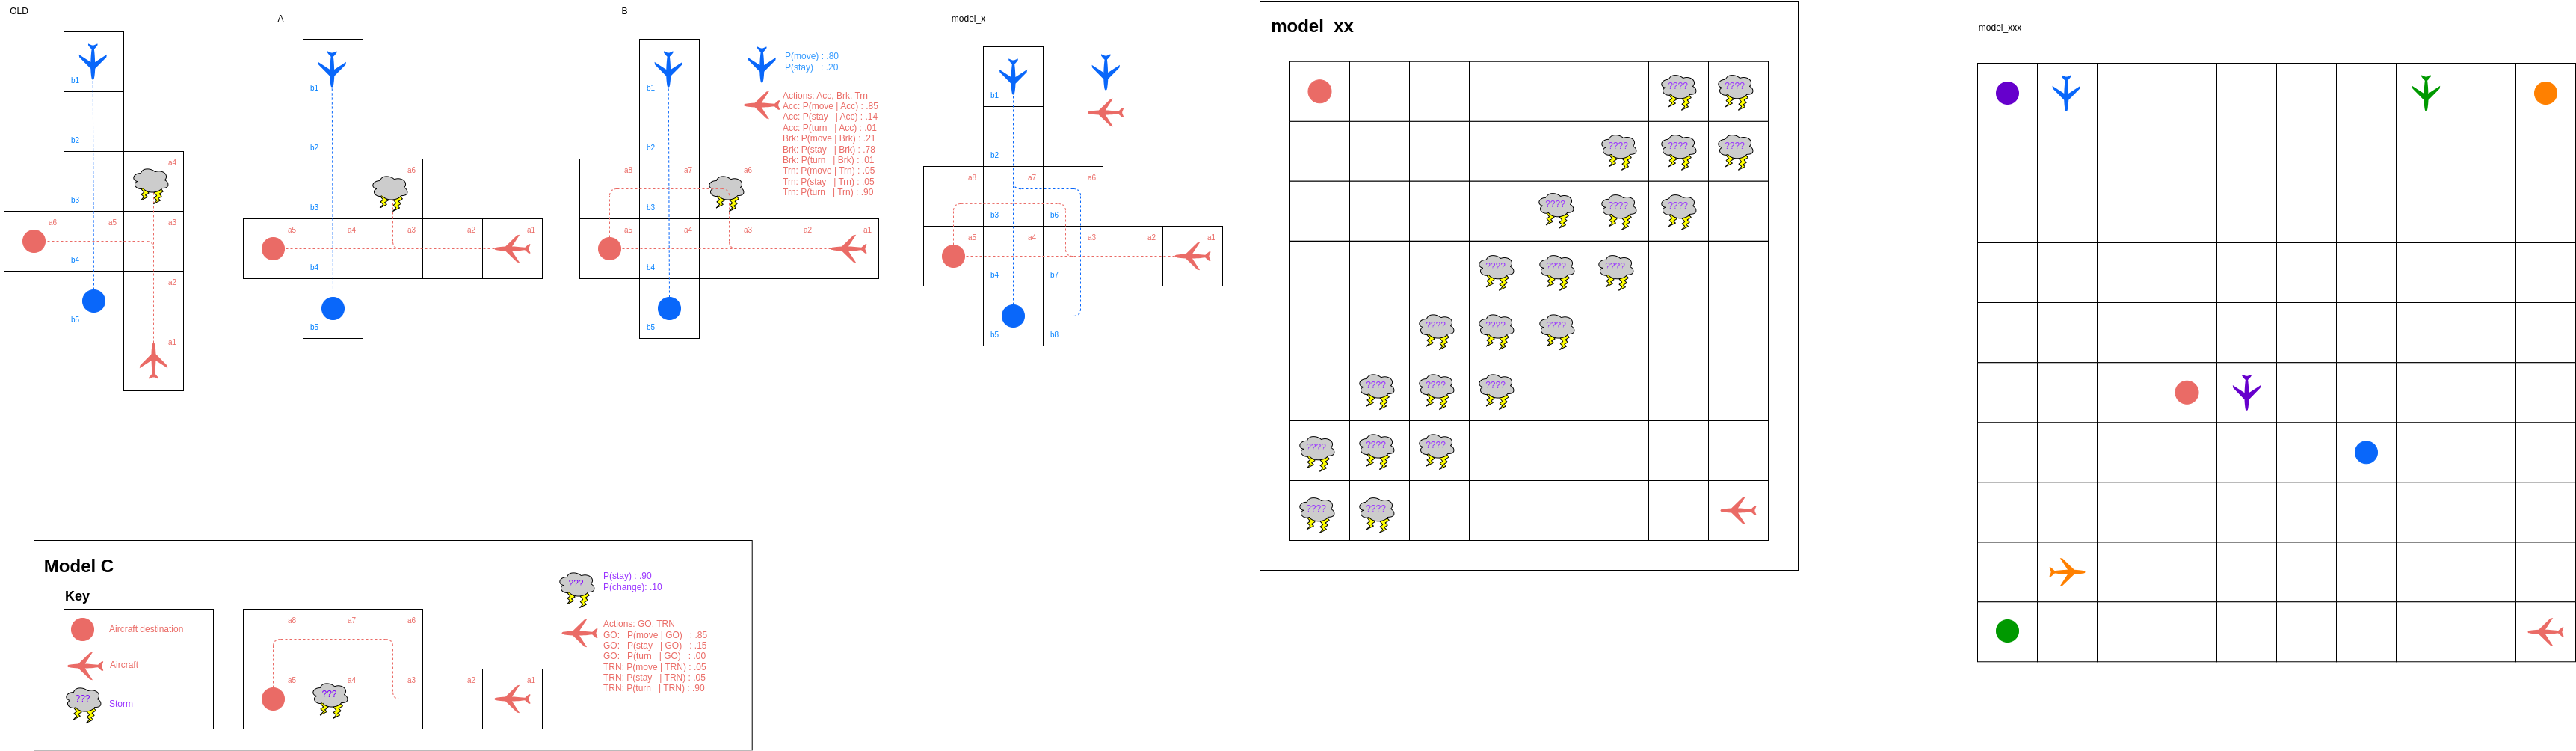 OLD
b1
b2
a4
b3
a6
a5
a3
b4
a2
b5
a1
A
b1
b2
a6
b3
a5
a4
a3
a2
a1
b4
b5
B
b1
b2
a8
a7
a6
b3
a5
a4
a3
a2
a1
b4
b5
P(move) : .80
P(stay) : .20
Actions: Acc, Brk, Trn
Acc: P(move | Acc) : .85
Acc: P(stay | Acc) : .14
Acc: P(turn | Acc) : .01
Brk: P(move | Brk) : .21
Brk: P(stay | Brk) : .78
Brk: P(turn | Brk) : .01
Trn: P(move | Trn) : .05
Trn: P(stay | Trn) : .05
Trn: P(turn | Trn) : .90
model_x
b1
b2
a8
a7
a6
b3
b6
a5
a4
a3
a2
a1
b4
b7
b5
b8
model_xx
???? ????
???? ???? ????
???? ???? ????
???? ???? ????
???? ???? ????
???? ???? ????
???? ???? ????
???? ????
model_xxx
Model C
Key
Aircraft destination
Aircraft
???
Storm
a8
a7
a6
a5
a4
a3
a2
a1
???
???
P(stay) : .90
P(change): .10
Actions: GO, TRN
GO: P(move | GO) : .85
GO: P(stay | GO) : .15
GO: P(turn | GO) : .00
TRN: P(move | TRN) : .05
TRN: P(stay | TRN) : .05
TRN: P(turn | TRN) : .90